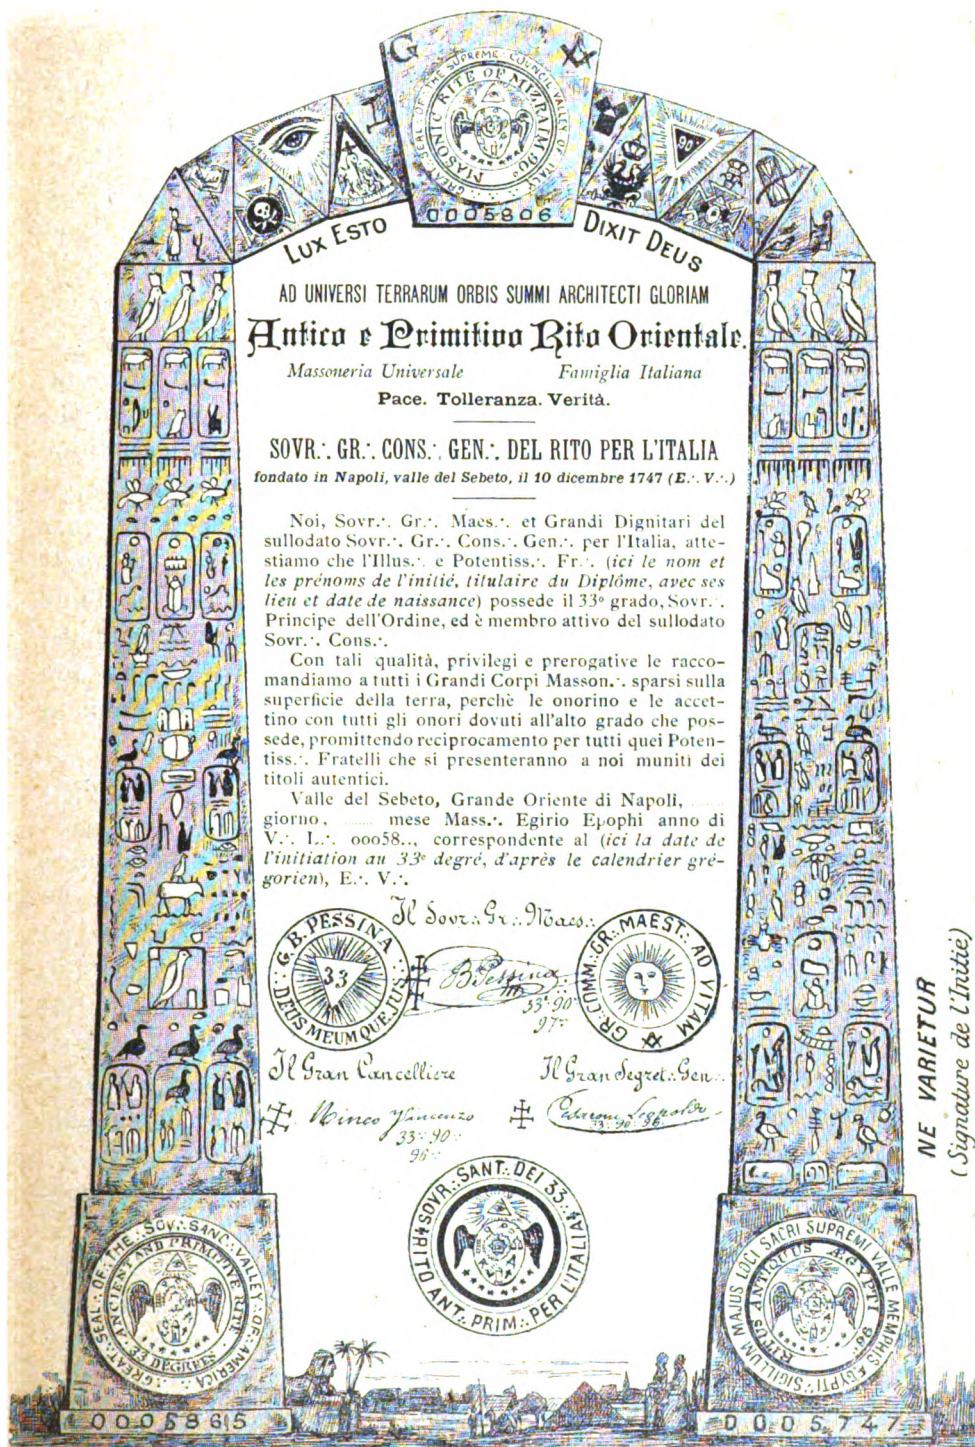 G
GREAT SEAL OF THE SUPREME COUNCIL VALLEY OF ITALY
MASONIC RITE OF MIZRAIM 90°
90
0005806
LUX ESTO
DIXIT DEUS
AD UNIVERSI TERRARUM ORBIS SUMMI ARCHITECTI GLORIAM
Antico e Primitivo Rito Orientale.
Massoneria Universale Famiglia Italiana
Pace. Tolleranza. Verità.
SOVR∴ GR∴ CONS∴ GEN∴ DEL RITO PER L'ITALIA
fondato in Napoli, valle del Sebeto, il 10 dicembre 1747 (E∴ V∴)
Noi, Sovr∴ Gr∴ Maes∴ et Grandi Dignitari del
sullodato Sovr∴ Gr∴ Cons∴ Gen∴ per l'Italia, atte-
stiamo che l'Illus∴ e Potentiss∴ Fr∴ (ici le nom et
les prénoms de l'initié, titulaire du Diplôme, avec ses
lieu et date de naissance) possede il 33° grado, Sovr∴
Principe dell'Ordine, ed è membro attivo del sullodato
Sovr∴ Cons∴
Con tali qualità, privilegi e prerogative le racco-
mandiamo a tutti i Grandi Corpi Masson∴ sparsi sulla
superficie della terra, perchè le onorino e le accet-
tino con tutti gli onori dovuti all'alto grado che pos-
sede, promittendo reciprocamento per tutti quei Poten-
tiss∴ Fratelli che si presenteranno a noi muniti dei
titoli autentici.
Valle del Sebeto, Grande Oriente di Napoli, ......
giorno, ...... mese Mass∴ Egirio Epophi anno di
V∴ L∴ 00058.., correspondente al (ici la date de
l'initiation au 33e degré, d'après le calendrier gré-
gorien), E∴ V∴
Il Sovr∴ Gr∴ Maes∴
G. B. PESSINA
DEUS MEUMQUE JUS
33
B Pessina
33∴ 90∴
97∴
GR∴ COMM∴ GR∴ MAEST∴ AD VITAM
Il Gran Cancelliere
Il Gran Segret∴ Gen∴
Vincenzo
33∴ 90∴
96∴
Leopoldo
33∴ 90∴ 96∴
RITO ANT∴ PRIM∴ PER L'ITALIA
SOVR∴ SANT∴ DEI 33∴
GREAT SEAL OF THE SOV∴ SANC∴ VALLEY OF AMERICA
ANCIENT AND PRIMITIVE RITE
33 DEGREES
00058615
SIGILLUM MAJUS LOCI SACRI SUPREMI VALLE MEMPHIS ÆGIPTI
RITUS ANTIQUUS ÆGYPTI 96
0005747
NE VARIETUR
(Signature de l'Initié)